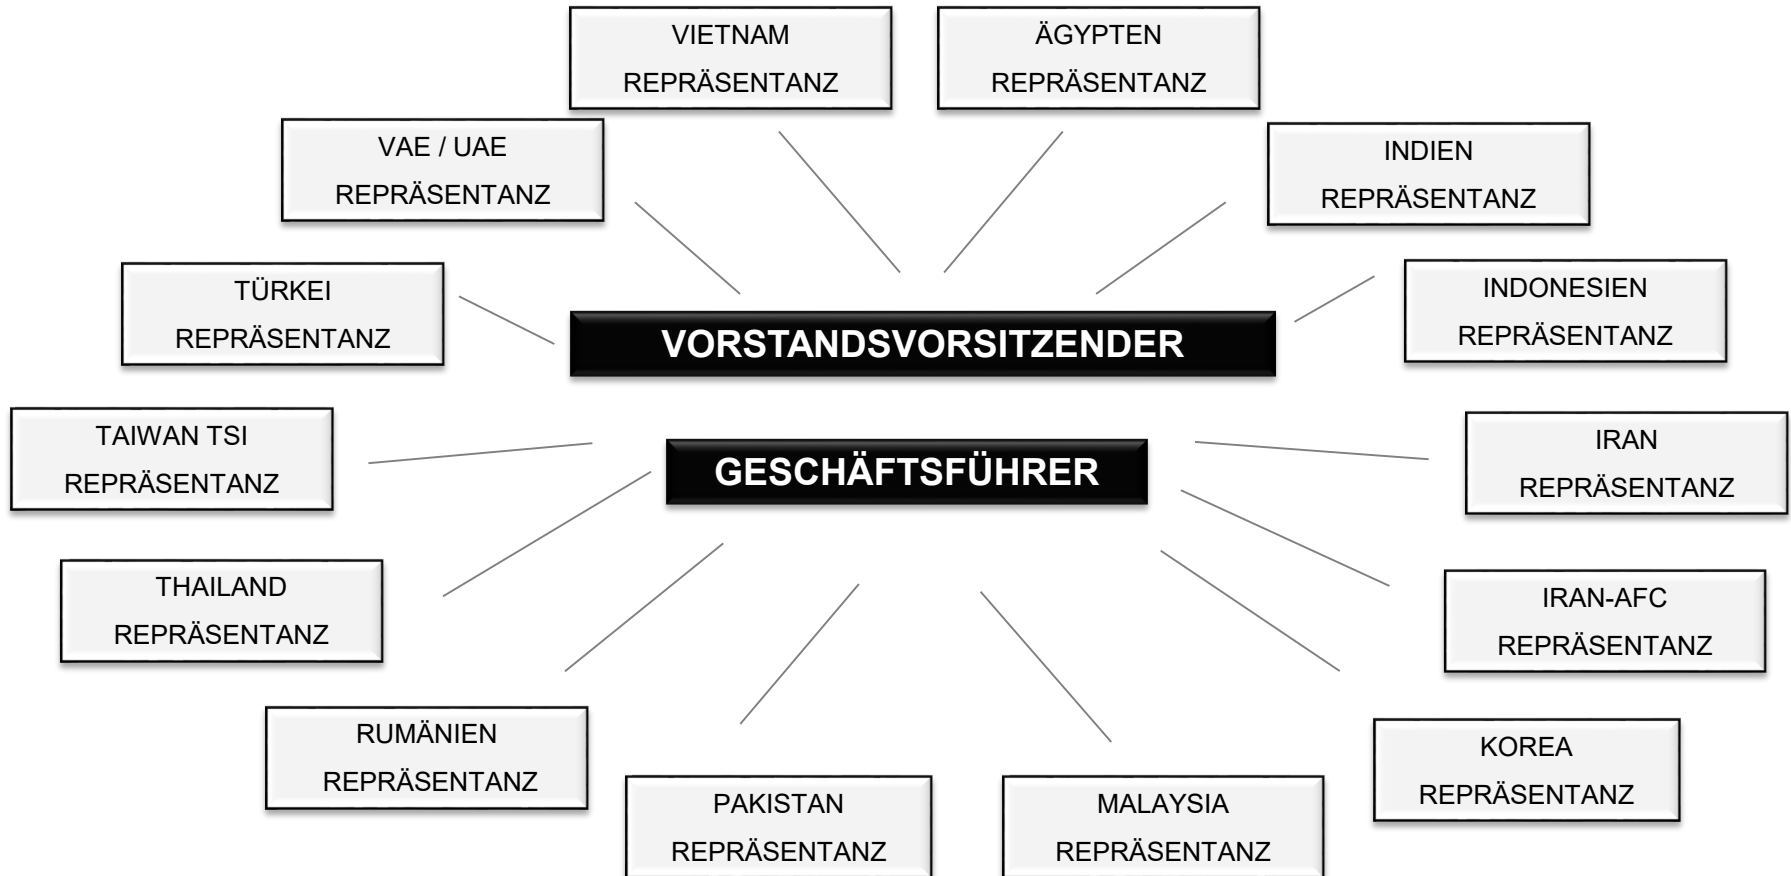 VIETNAM
REPRÄSENTANZ
ÄGYPTEN
REPRÄSENTANZ
VAE / UAE
REPRÄSENTANZ
INDIEN
REPRÄSENTANZ
TÜRKEI
REPRÄSENTANZ
INDONESIEN
REPRÄSENTANZ
VORSTANDSVORSITZENDER
TAIWAN TSI
REPRÄSENTANZ
GESCHÄFTSFÜHRER
IRAN
REPRÄSENTANZ
THAILAND
REPRÄSENTANZ
IRAN-AFC
REPRÄSENTANZ
RUMÄNIEN
REPRÄSENTANZ
KOREA
REPRÄSENTANZ
PAKISTAN
REPRÄSENTANZ
MALAYSIA
REPRÄSENTANZ